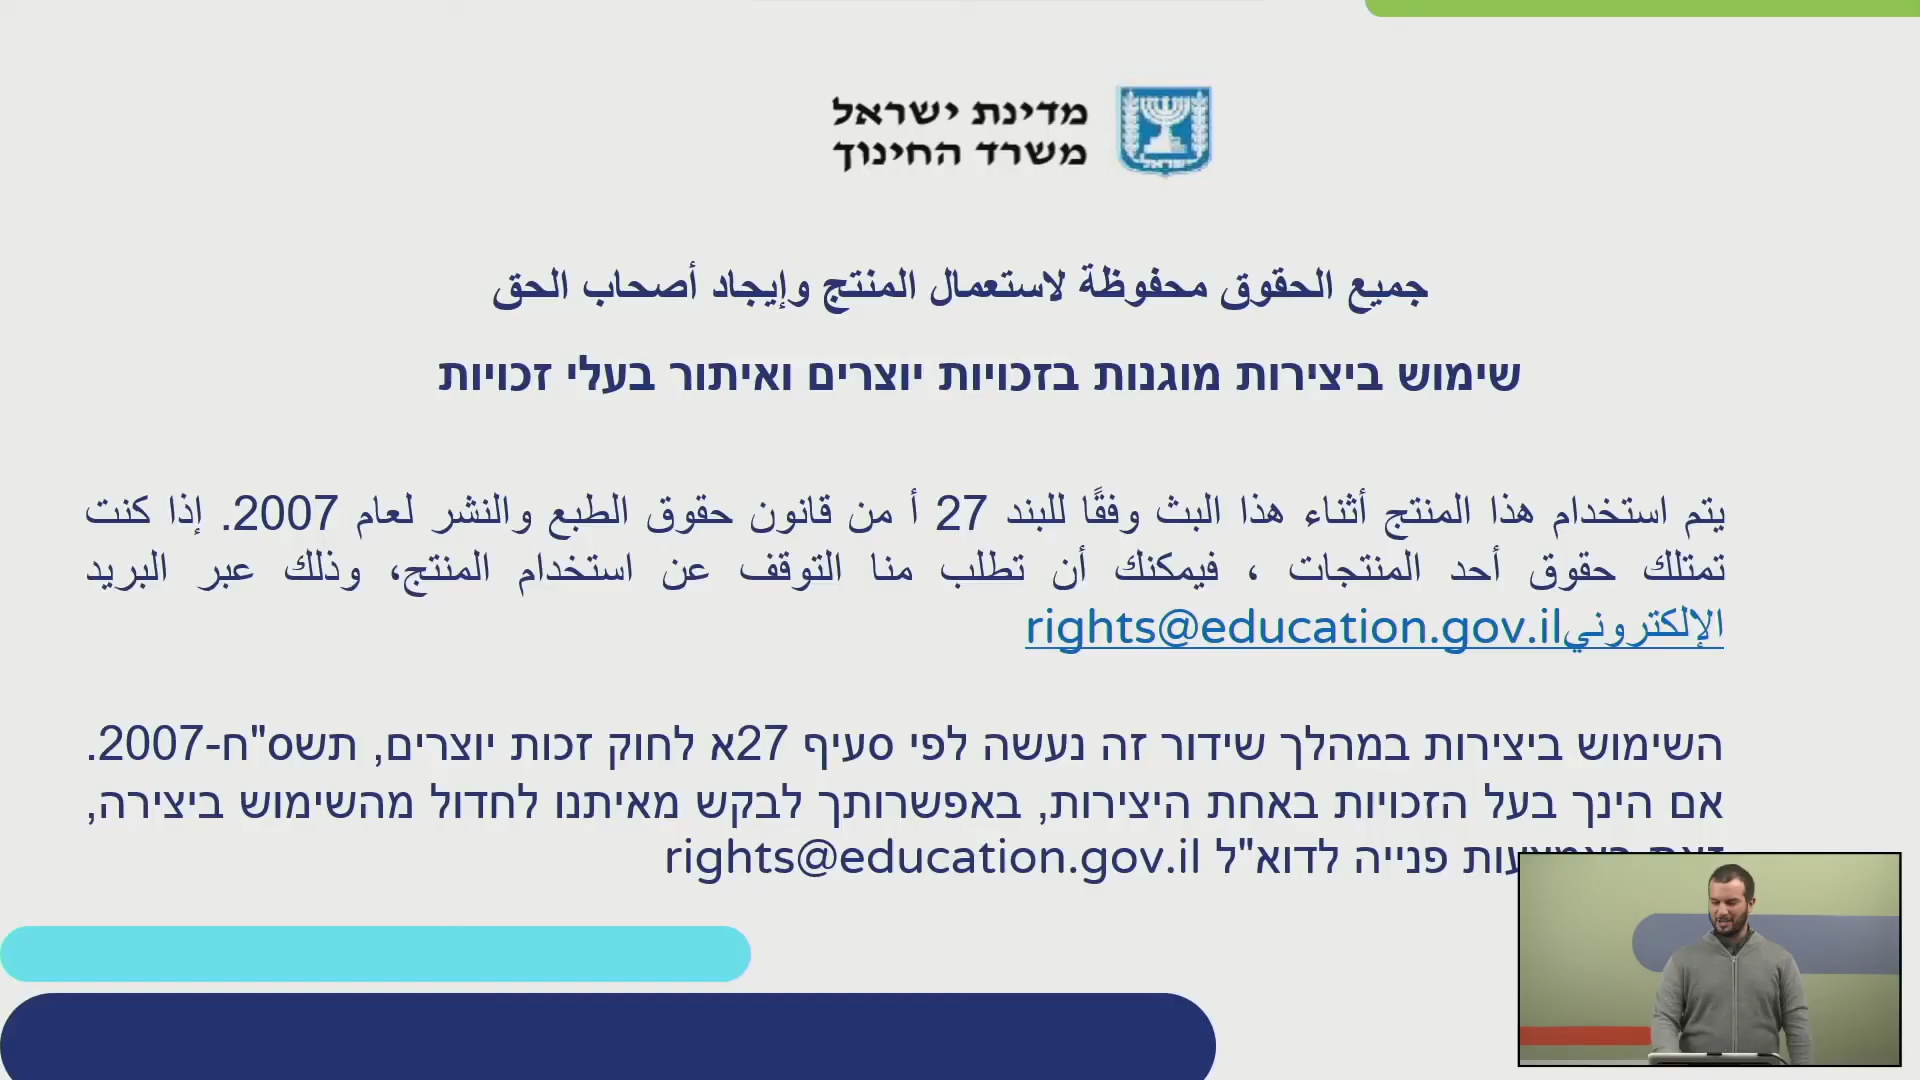 מדינת ישראל
משרד החינוך
جميع الحقوق محفوظة لاستعمال المنتج وإيجاد أصحاب الحق
שימוש ביצירות מוגנות בזכויות יוצרים ואיתור בעלי זכויות
يتم استخدام هذا المنتج أثناء هذا البث وفقًا للبند 27 أ من قانون حقوق الطبع والنشر لعام 2007. إذا كنت
تمتلك حقوق أحد المنتجات ، فيمكنك أن تطلب منا التوقف عن استخدام المنتج، وذلك عبر البريد
الإلكتروني rights@education.gov.il
השימוש ביצירות במהלך שידור זה נעשה לפי סעיף 27א לחוק זכות יוצרים, תשס"ח-2007.
אם הינך בעל הזכויות באחת היצירות, באפשרותך לבקש מאיתנו לחדול מהשימוש ביצירה,
פנייה לדוא"ל rights@education.gov.il